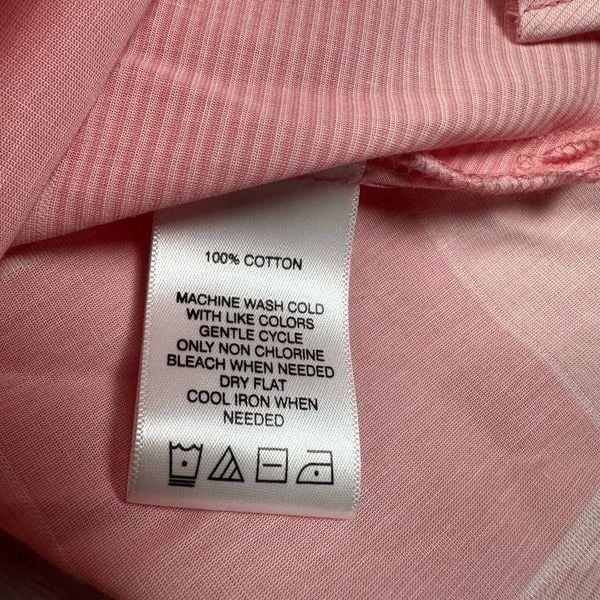 100% COTTON
MACHINE WASH COLD
WITH LIKE COLORS
GENTLE CYCLE
ONLY NON CHLORINE
BLEACH WHEN NEEDED
DRY FLAT
COOL IRON WHEN
NEEDED